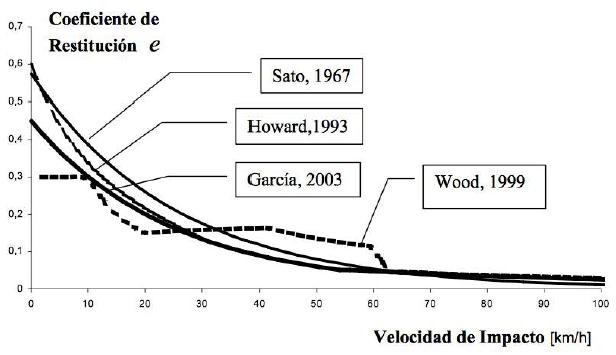 Coeficiente de
Restitución e
0,7
0,6
0,5
0,4
0,3
0,2
0,1
0
Sato, 1967
Howard,1993
García, 2003
Wood, 1999
0 10 20 30 40 50 60 70 80 90 100
Velocidad de Impacto [km/h]